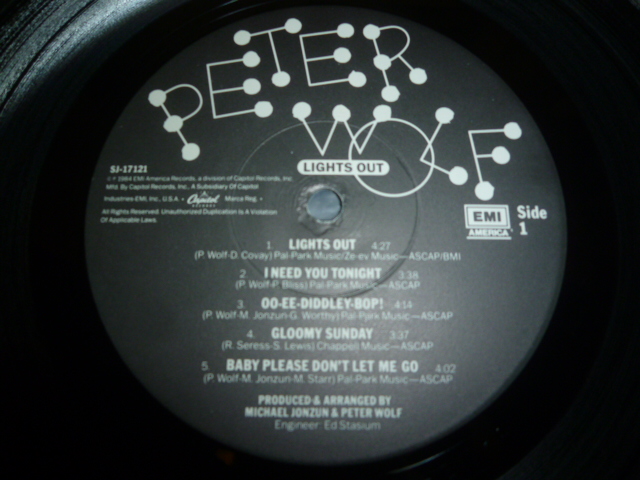 PETER
WOLF
LIGHTS OUT
SJ-17121
© ℗ 1984 EMI America Records, a division of Capitol Records, Inc.
Mfd. By Capitol Records, Inc., A Subsidiary Of Capitol
Industries EMI, Inc., U.S.A. • Capitol • Marca Reg. •
RECORDS
All Rights Reserved. Unauthorized Duplication Is A Violation
Of Applicable Laws.
EMI
AMERICA
Side
1
1. LIGHTS OUT 4:27
(P. Wolf-D. Covay) Pal-Park Music/Ze-ev Music—ASCAP/BMI
2. I NEED YOU TONIGHT 3:38
(P. Wolf-P. Bliss) Pal-Park Music—ASCAP
3. OO-EE-DIDDLEY-BOP! 4:14
(P. Wolf-M. Jonzun-G. Worthy) Pal-Park Music—ASCAP
4. GLOOMY SUNDAY 3:37
(R. Seress-S. Lewis) Chappell Music—ASCAP
5. BABY PLEASE DON'T LET ME GO 4:02
(P. Wolf-M. Jonzun-M. Starr) Pal-Park Music—ASCAP
PRODUCED & ARRANGED BY
MICHAEL JONZUN & PETER WOLF
Engineer: Ed Stasium